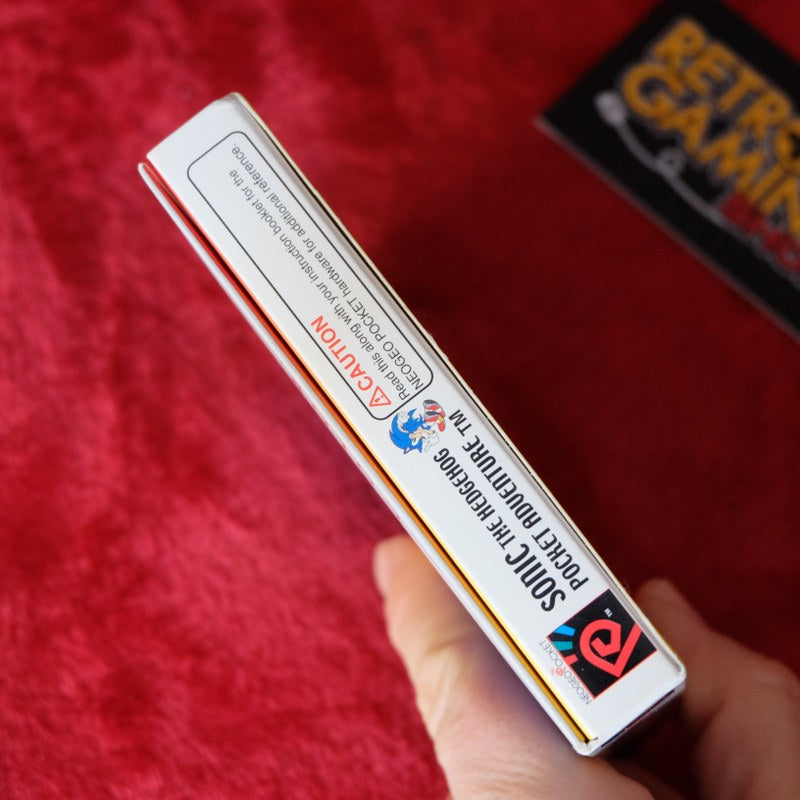 NEOGEO POCKET
TM
SONIC THE HEDGEHOG
POCKET ADVENTURE TM
CAUTION
Read this along with your instruction booklet for the
NEOGEO POCKET hardware for additional reference.
RETRO
GAMIN